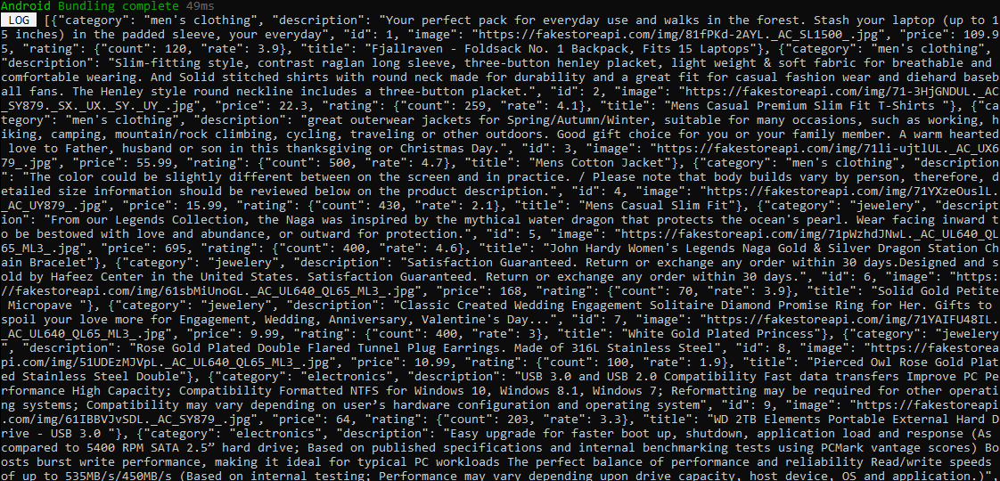 Android Bundling complete 49ms
LOG [{"category": "men's clothing", "description": "Your perfect pack for everyday use and walks in the forest. Stash your laptop (up to 1
5 inches) in the padded sleeve, your everyday", "id": 1, "image": "https://fakestoreapi.com/img/81fPKd-2AYL._AC_SL1500_.jpg", "price": 109.9
5, "rating": {"count": 120, "rate": 3.9}, "title": "Fjallraven - Foldsack No. 1 Backpack, Fits 15 Laptops"}, {"category": "men's clothing",
"description": "Slim-fitting style, contrast raglan long sleeve, three-button henley placket, light weight & soft fabric for breathable and
comfortable wearing. And Solid stitched shirts with round neck made for durability and a great fit for casual fashion wear and diehard baseb
all fans. The Henley style round neckline includes a three-button placket.", "id": 2, "image": "https://fakestoreapi.com/img/71-3HjGNDUL._AC
_SY879._SX._UX._SY._UY_.jpg", "price": 22.3, "rating": {"count": 259, "rate": 4.1}, "title": "Mens Casual Premium Slim Fit T-Shirts "}, {"ca
tegory": "men's clothing", "description": "great outerwear jackets for Spring/Autumn/Winter, suitable for many occasions, such as working, h
iking, camping, mountain/rock climbing, cycling, traveling or other outdoors. Good gift choice for you or your family member. A warm hearted
love to Father, husband or son in this thanksgiving or Christmas Day.", "id": 3, "image": "https://fakestoreapi.com/img/71li-ujtlUL._AC_UX6
79_.jpg", "price": 55.99, "rating": {"count": 500, "rate": 4.7}, "title": "Mens Cotton Jacket"}, {"category": "men's clothing", "description
": "The color could be slightly different between on the screen and in practice. / Please note that body builds vary by person, therefore, d
etailed size information should be reviewed below on the product description.", "id": 4, "image": "https://fakestoreapi.com/img/71YXzeOuslL.
_AC_UY879_.jpg", "price": 15.99, "rating": {"count": 430, "rate": 2.1}, "title": "Mens Casual Slim Fit"}, {"category": "jewelery", "descript
ion": "From our Legends Collection, the Naga was inspired by the mythical water dragon that protects the ocean's pearl. Wear facing inward t
o be bestowed with love and abundance, or outward for protection.", "id": 5, "image": "https://fakestoreapi.com/img/71pWzhdJNwL._AC_UL640_QL
65_ML3_.jpg", "price": 695, "rating": {"count": 400, "rate": 4.6}, "title": "John Hardy Women's Legends Naga Gold & Silver Dragon Station Ch
ain Bracelet"}, {"category": "jewelery", "description": "Satisfaction Guaranteed. Return or exchange any order within 30 days.Designed and s
old by Hafeez Center in the United States. Satisfaction Guaranteed. Return or exchange any order within 30 days.", "id": 6, "image": "https:
//fakestoreapi.com/img/61sbMiUnoGL._AC_UL640_QL65_ML3_.jpg", "price": 168, "rating": {"count": 70, "rate": 3.9}, "title": "Solid Gold Petite
Micropave "}, {"category": "jewelery", "description": "Classic Created Wedding Engagement Solitaire Diamond Promise Ring for Her. Gifts to
spoil your love more for Engagement, Wedding, Anniversary, Valentine's Day...", "id": 7, "image": "https://fakestoreapi.com/img/71YAIFU48IL.
_AC_UL640_QL65_ML3_.jpg", "price": 9.99, "rating": {"count": 400, "rate": 3}, "title": "White Gold Plated Princess"}, {"category": "jewelery
", "description": "Rose Gold Plated Double Flared Tunnel Plug Earrings. Made of 316L Stainless Steel", "id": 8, "image": "https://fakestorea
pi.com/img/51UDEzMJVpL._AC_UL640_QL65_ML3_.jpg", "price": 10.99, "rating": {"count": 100, "rate": 1.9}, "title": "Pierced Owl Rose Gold Plat
ed Stainless Steel Double"}, {"category": "electronics", "description": "USB 3.0 and USB 2.0 Compatibility Fast data transfers Improve PC Pe
rformance High Capacity; Compatibility Formatted NTFS for Windows 10, Windows 8.1, Windows 7; Reformatting may be required for other operati
ng systems; Compatibility may vary depending on user’s hardware configuration and operating system", "id": 9, "image": "https://fakestoreapi
.com/img/61IBBVJvSDL._AC_SY879_.jpg", "price": 64, "rating": {"count": 203, "rate": 3.3}, "title": "WD 2TB Elements Portable External Hard D
rive - USB 3.0 "}, {"category": "electronics", "description": "Easy upgrade for faster boot up, shutdown, application load and response (As
compared to 5400 RPM SATA 2.5” hard drive; Based on published specifications and internal benchmarking tests using PCMark vantage scores) Bo
osts burst write performance, making it ideal for typical PC workloads The perfect balance of performance and reliability Read/write speeds
of up to 535MB/s/450MB/s (Based on internal testing; Performance may vary depending upon drive capacity, host device, OS and application.)",